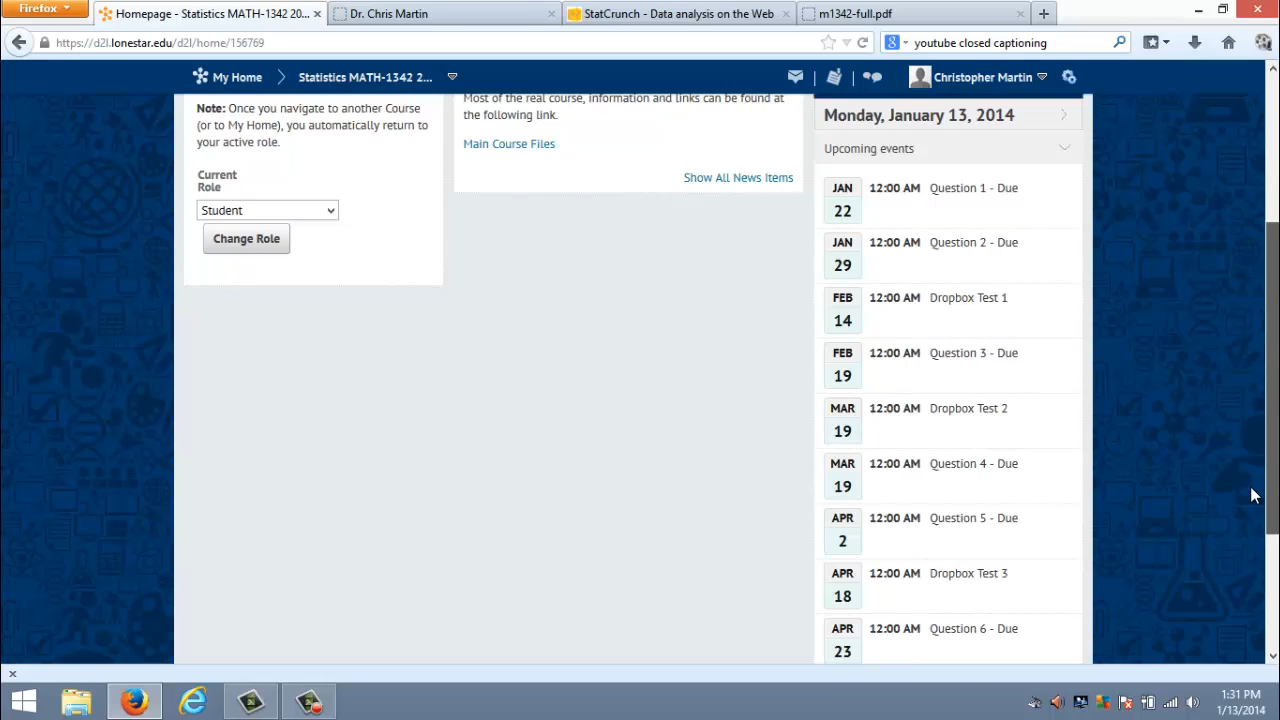 Firefox
Homepage - Statistics MATH-1342 20...
Dr. Chris Martin
StatCrunch - Data analysis on the Web
m1342-full.pdf
https://d2l.lonestar.edu/d2l/home/156769
youtube closed captioning
My Home
Statistics MATH-1342 2...
Christopher Martin
Note: Once you navigate to another Course
(or to My Home), you automatically return to
your active role.
Current
Role
Student
Change Role
Most of the real course, information and links can be found at
the following link.
Main Course Files
Show All News Items
Monday, January 13, 2014
Upcoming events
JAN
22
12:00 AM Question 1 - Due
JAN
29
12:00 AM Question 2 - Due
FEB
14
12:00 AM Dropbox Test 1
FEB
19
12:00 AM Question 3 - Due
MAR
19
12:00 AM Dropbox Test 2
MAR
19
12:00 AM Question 4 - Due
APR
2
12:00 AM Question 5 - Due
APR
18
12:00 AM Dropbox Test 3
APR
23
12:00 AM Question 6 - Due
1:31 PM
1/13/2014